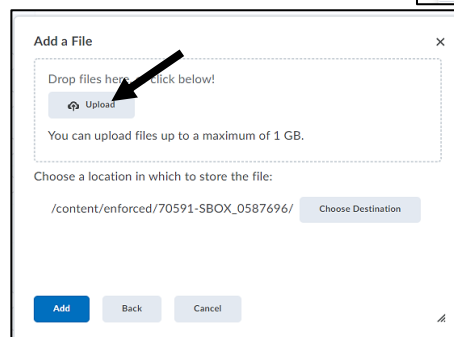 Add a File
Drop files here, click below!
Upload
You can upload files up to a maximum of 1 GB.
Choose a location in which to store the file:
/content/enforced/70591-SBOX_0587696/ Choose Destination
Add Back Cancel